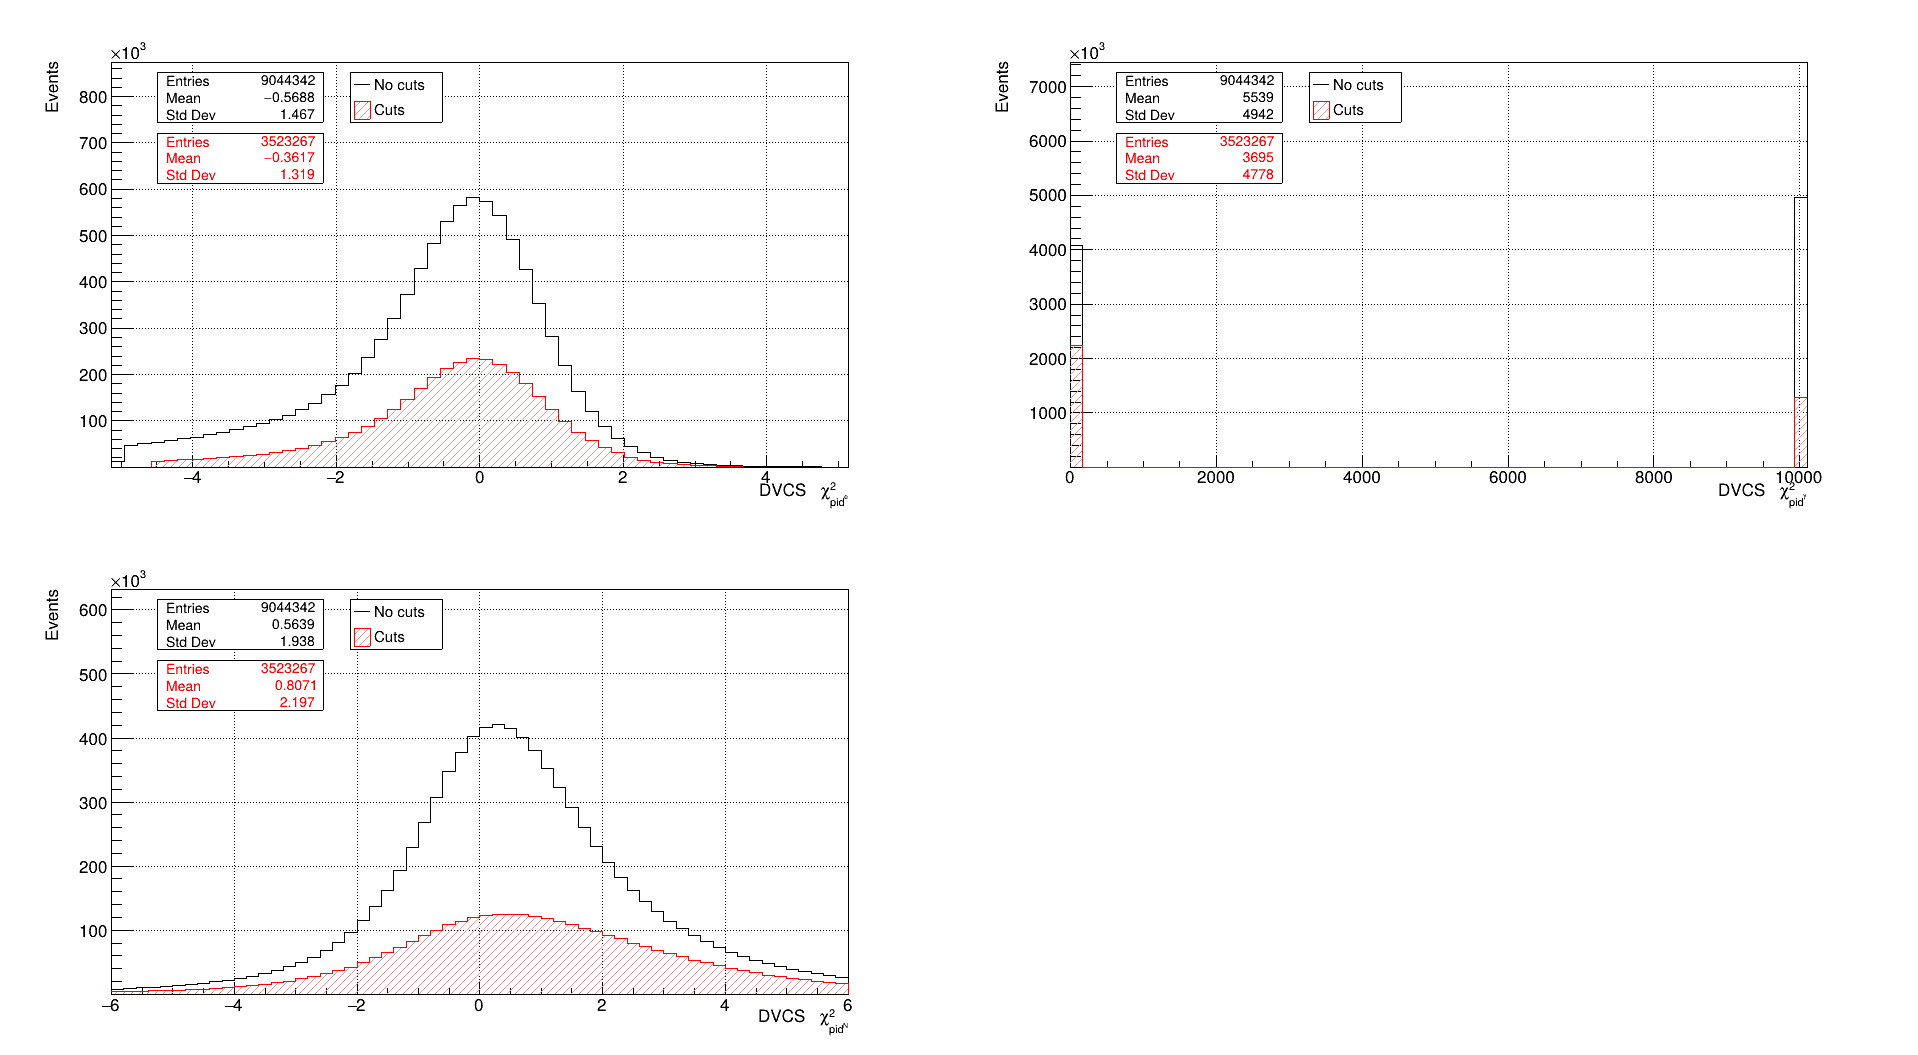 ×10³
Events
Entries 9044342
Mean −0.5688
Std Dev 1.467
Entries 3523267
Mean −0.3617
Std Dev 1.319
No cuts
Cuts
800
700
600
500
400
300
200
100
−4 −2 0 2 4
DVCS χ²pidᵉ
×10³
Events
Entries 9044342
Mean 5539
Std Dev 4942
Entries 3523267
Mean 3695
Std Dev 4778
No cuts
Cuts
7000
6000
5000
4000
3000
2000
1000
0 2000 4000 6000 8000 10000
DVCS χ²pidᵞ
×10³
Events
Entries 9044342
Mean 0.5639
Std Dev 1.938
Entries 3523267
Mean 0.8071
Std Dev 2.197
No cuts
Cuts
600
500
400
300
200
100
−6 −4 −2 0 2 4 6
DVCS χ²pidᴺ